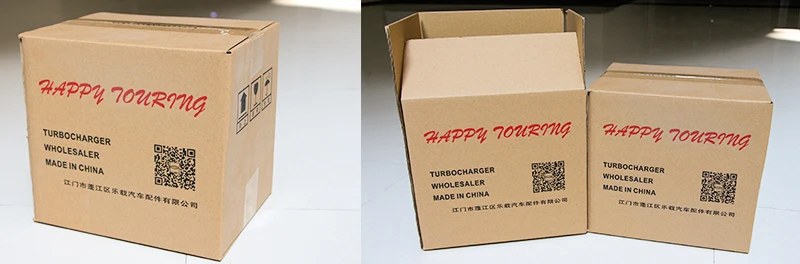 HAPPY TOURING
TURBOCHARGER
WHOLESALER
MADE IN CHINA
江门市蓬江区乐载汽车配件有限公司
HAPPY TOURING
TURBOCHARGER
WHOLESALER
MADE IN CHINA
江门市蓬江区乐载汽车配件有限公司
HAPPY TOURING
TURBOCHARGER
WHOLESALER
MADE IN CHINA
江门市蓬江区乐载汽车配件有限公司